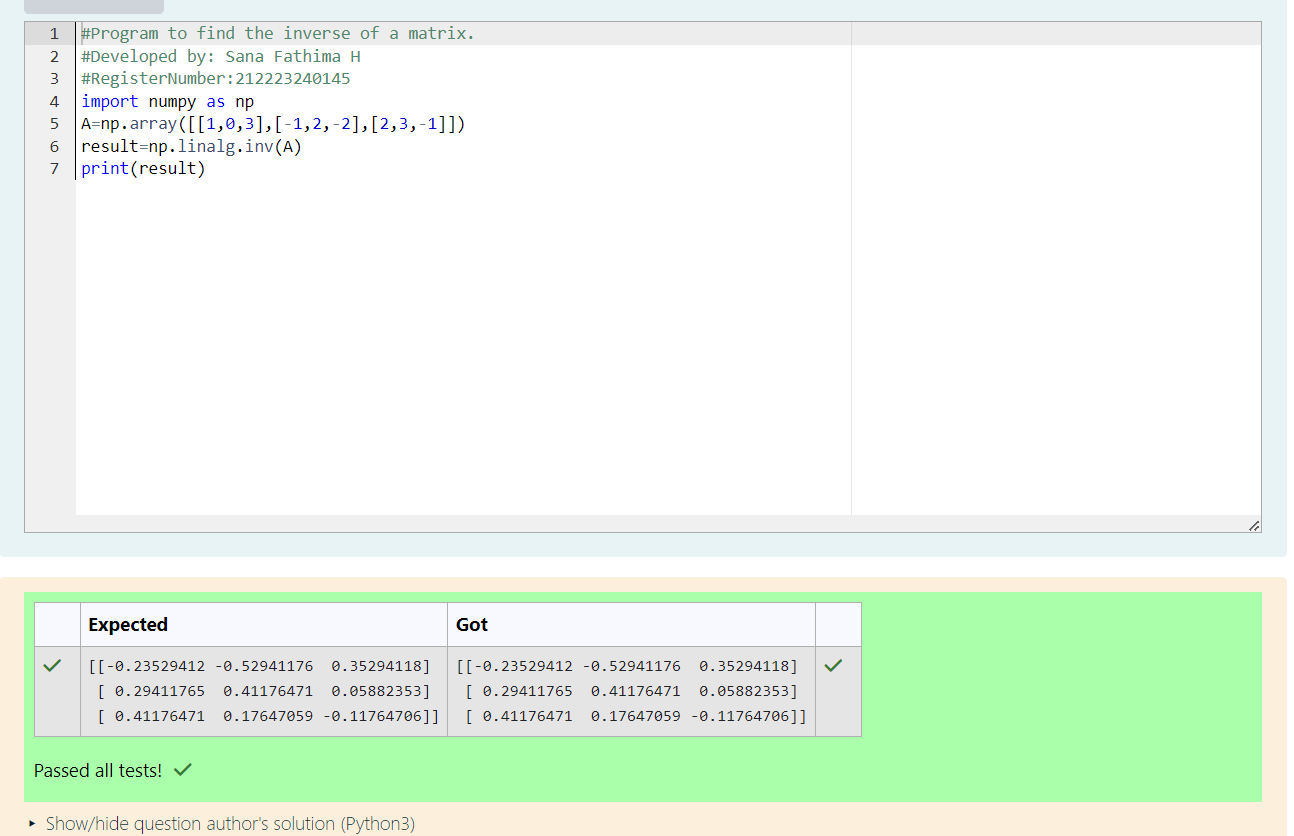 1 #Program to find the inverse of a matrix.
2 #Developed by: Sana Fathima H
3 #RegisterNumber:212223240145
4 import numpy as np
5 A=np.array([[1,0,3],[-1,2,-2],[2,3,-1]])
6 result=np.linalg.inv(A)
7 print(result)
Expected Got
[[-0.23529412 -0.52941176  0.35294118] [[-0.23529412 -0.52941176  0.35294118]
[ 0.29411765  0.41176471  0.05882353] [ 0.29411765  0.41176471  0.05882353]
[ 0.41176471  0.17647059 -0.11764706]] [ 0.41176471  0.17647059 -0.11764706]]
Passed all tests!
Show/hide question author's solution (Python3)